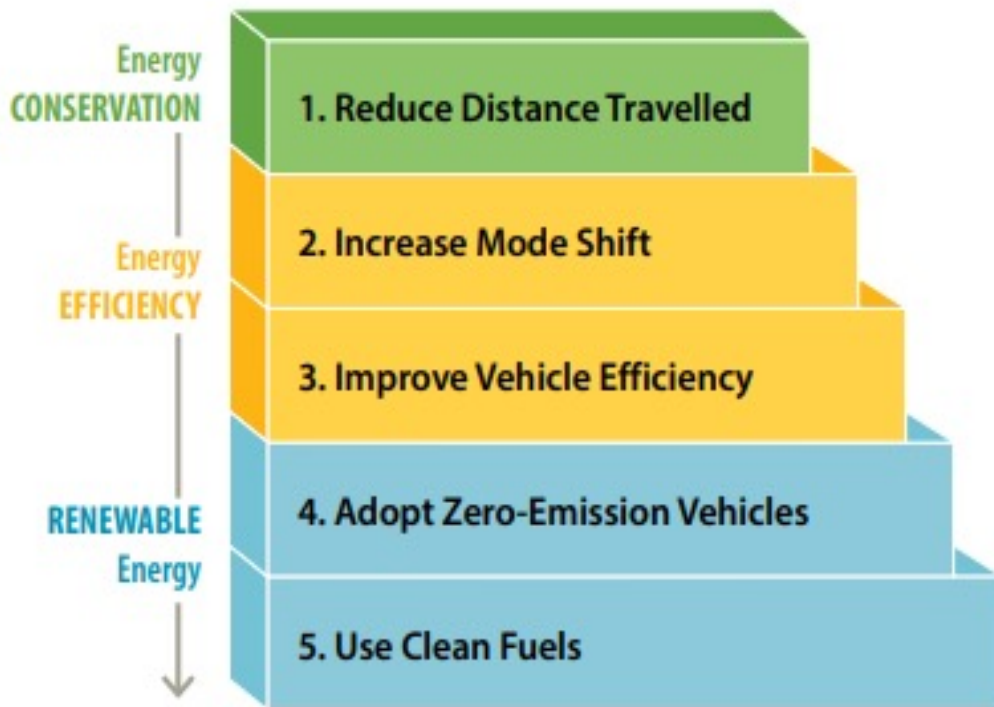 Energy
CONSERVATION
1. Reduce Distance Travelled
2. Increase Mode Shift
Energy
EFFICIENCY
3. Improve Vehicle Efficiency
RENEWABLE
Energy
4. Adopt Zero-Emission Vehicles
5. Use Clean Fuels